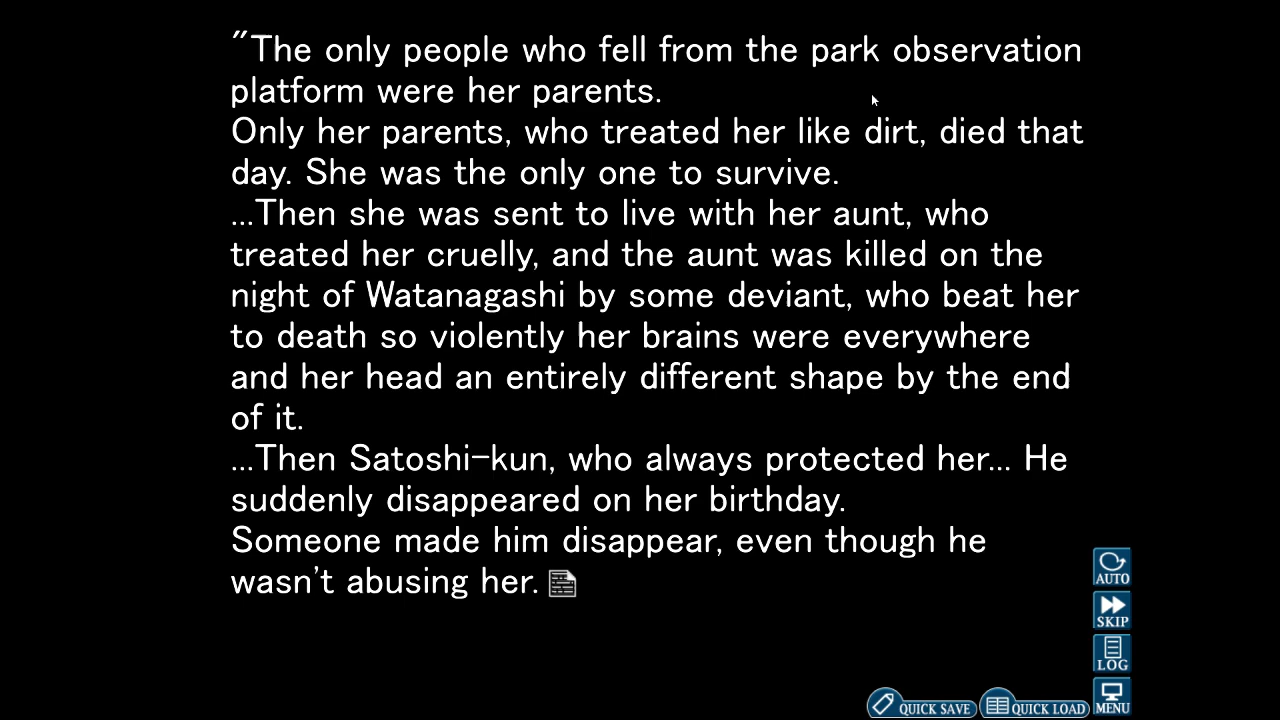 "The only people who fell from the park observation
platform were her parents.
Only her parents, who treated her like dirt, died that
day. She was the only one to survive.
...Then she was sent to live with her aunt, who
treated her cruelly, and the aunt was killed on the
night of Watanagashi by some deviant, who beat her
to death so violently her brains were everywhere
and her head an entirely different shape by the end
of it.
...Then Satoshi-kun, who always protected her... He
suddenly disappeared on her birthday.
Someone made him disappear, even though he
wasn't abusing her.
AUTO
SKIP
LOG
MENU
QUICK SAVE
QUICK LOAD